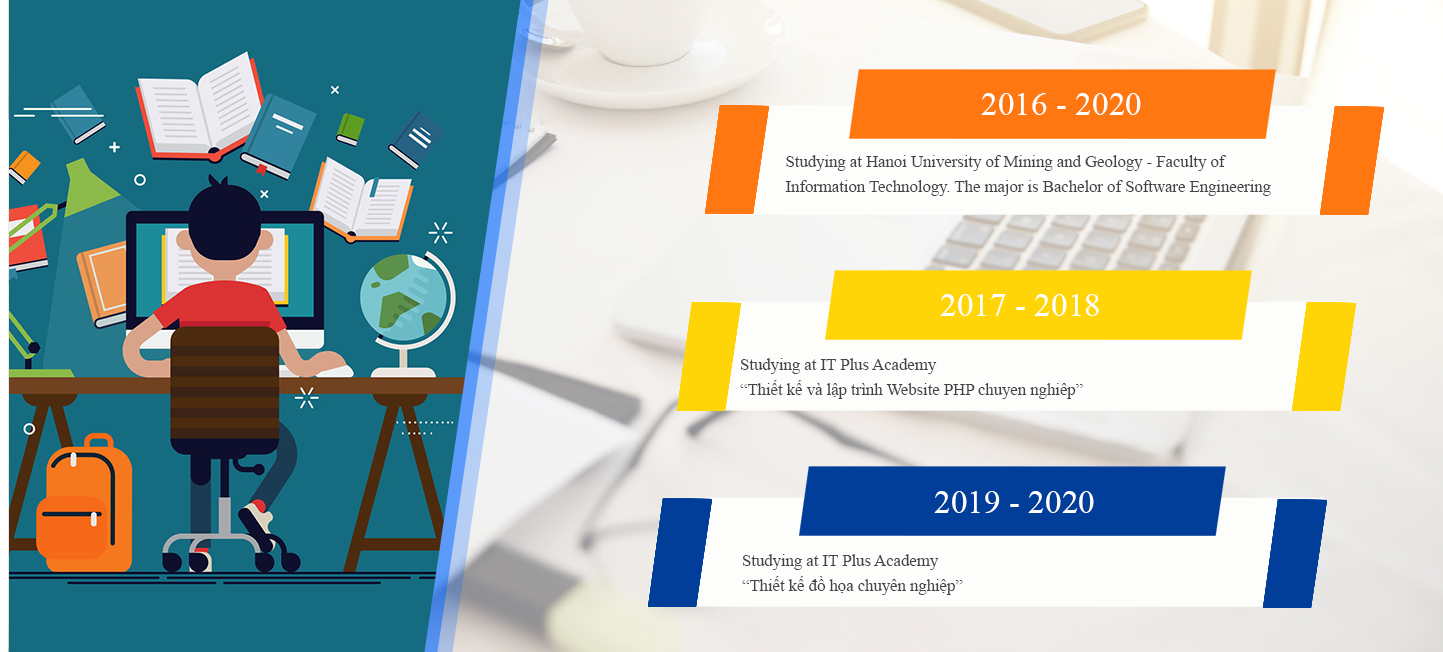 2016 - 2020
Studying at Hanoi University of Mining and Geology - Faculty of
Information Technology. The major is Bachelor of Software Engineering
2017 - 2018
Studying at IT Plus Academy
“Thiết kế và lập trình Website PHP chuyen nghiệp”
2019 - 2020
Studying at IT Plus Academy
“Thiết kế đồ họa chuyên nghiệp”